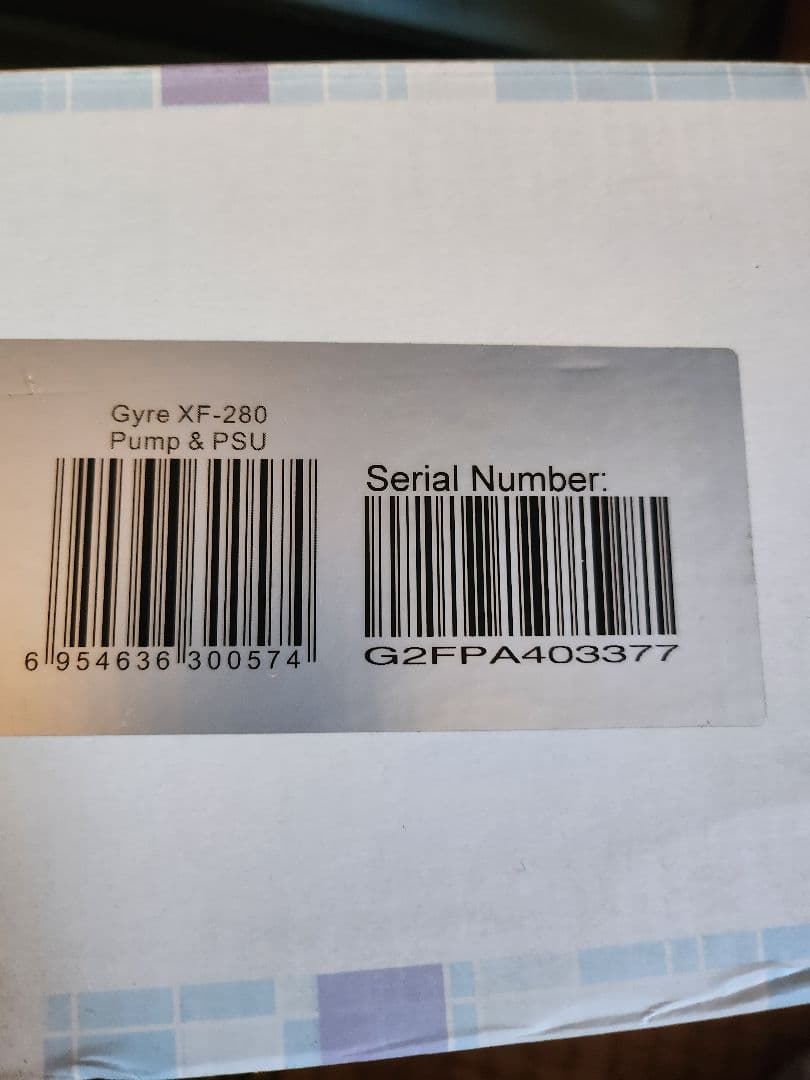 Gyre XF-280
Pump & PSU
6 954636 300574
Serial Number:
G2FPA403377